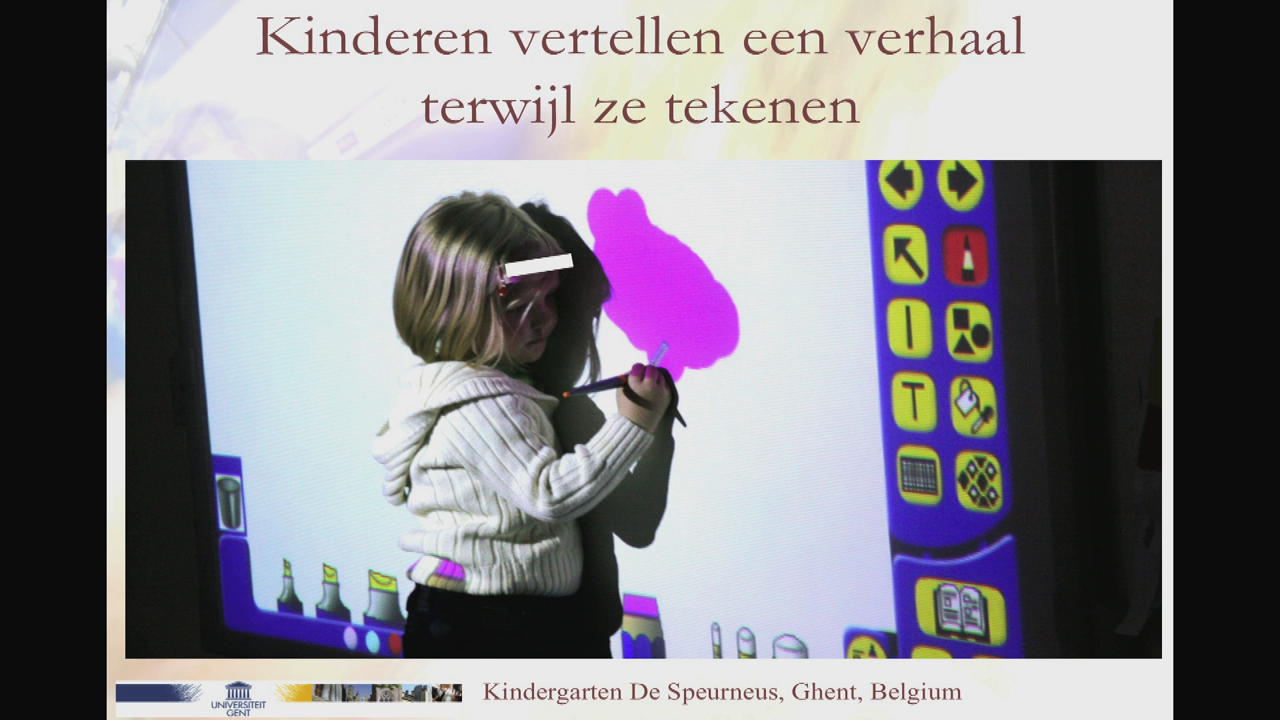 Kinderen vertellen een verhaal
terwijl ze tekenen
T
UNIVERSITEIT
GENT
Kindergarten De Speurneus, Ghent, Belgium